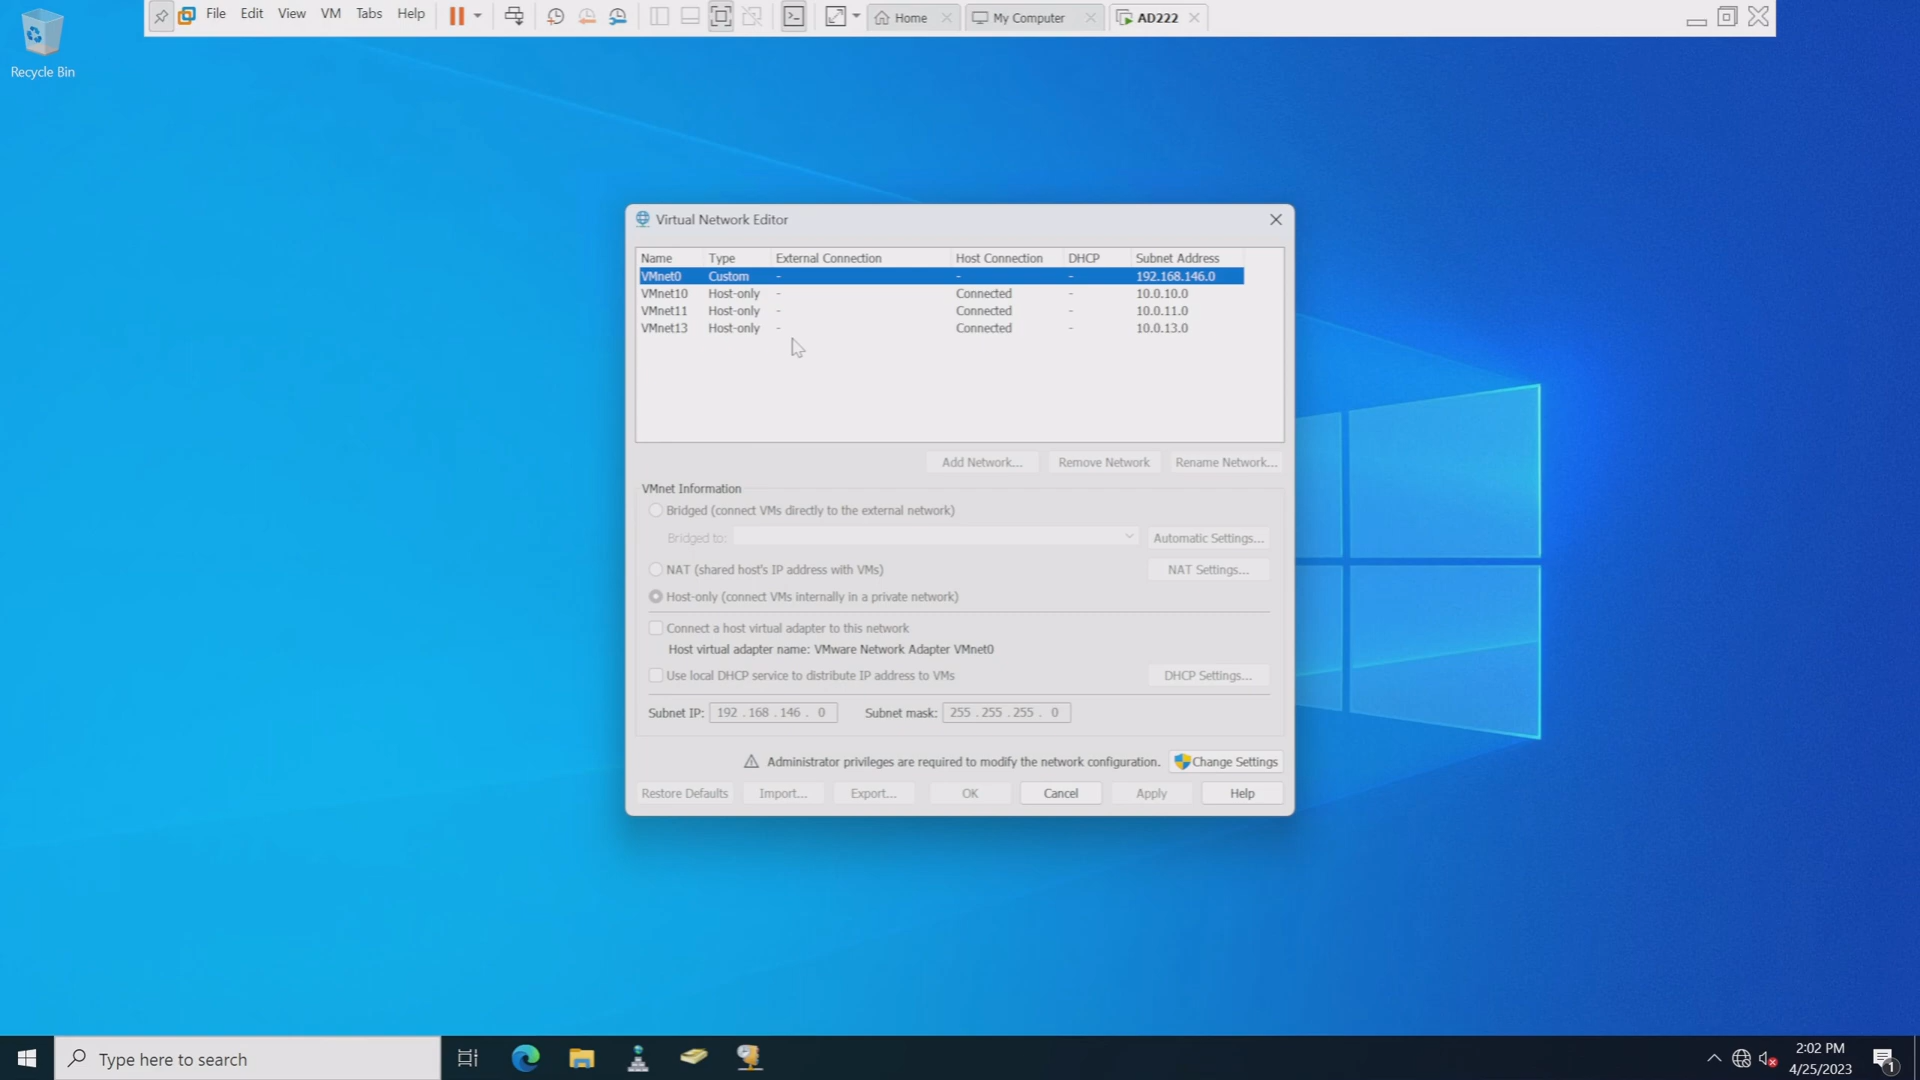 File Edit View VM Tabs Help Home My Computer AD222
Recycle Bin
Virtual Network Editor
Name Type External Connection Host Connection DHCP Subnet Address
VMnet0 Custom - - - 192.168.146.0
VMnet10 Host-only - Connected - 10.0.10.0
VMnet11 Host-only - Connected - 10.0.11.0
VMnet13 Host-only - Connected - 10.0.13.0
Add Network... Remove Network Rename Network...
VMnet Information
Bridged (connect VMs directly to the external network)
Bridged to: Automatic Settings...
NAT (shared host's IP address with VMs) NAT Settings...
Host-only (connect VMs internally in a private network)
Connect a host virtual adapter to this network
Host virtual adapter name: VMware Network Adapter VMnet0
Use local DHCP service to distribute IP address to VMs DHCP Settings...
Subnet IP: 192 . 168 . 146 . 0 Subnet mask: 255 . 255 . 255 . 0
Administrator privileges are required to modify the network configuration. Change Settings
Restore Defaults Import... Export... OK Cancel Apply Help
Type here to search
2:02 PM
4/25/2023
1